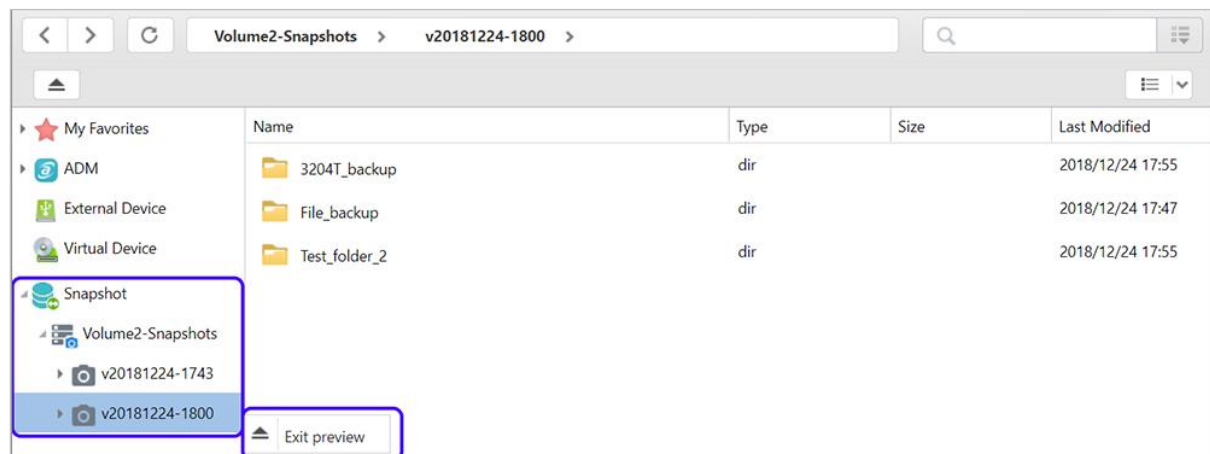 Volume2-Snapshots > v20181224-1800 >
My Favorites
ADM
External Device
Virtual Device
Snapshot
Volume2-Snapshots
v20181224-1743
v20181224-1800
Name Type Size Last Modified
3204T_backup dir 2018/12/24 17:55
File_backup dir 2018/12/24 17:47
Test_folder_2 dir 2018/12/24 17:55
Exit preview